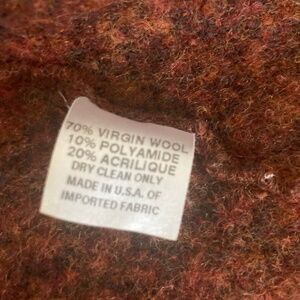 70% VIRGIN WOOL
10% POLYAMIDE
20% ACRILIQUE
DRY CLEAN ONLY
MADE IN U.S.A. OF
IMPORTED FABRIC